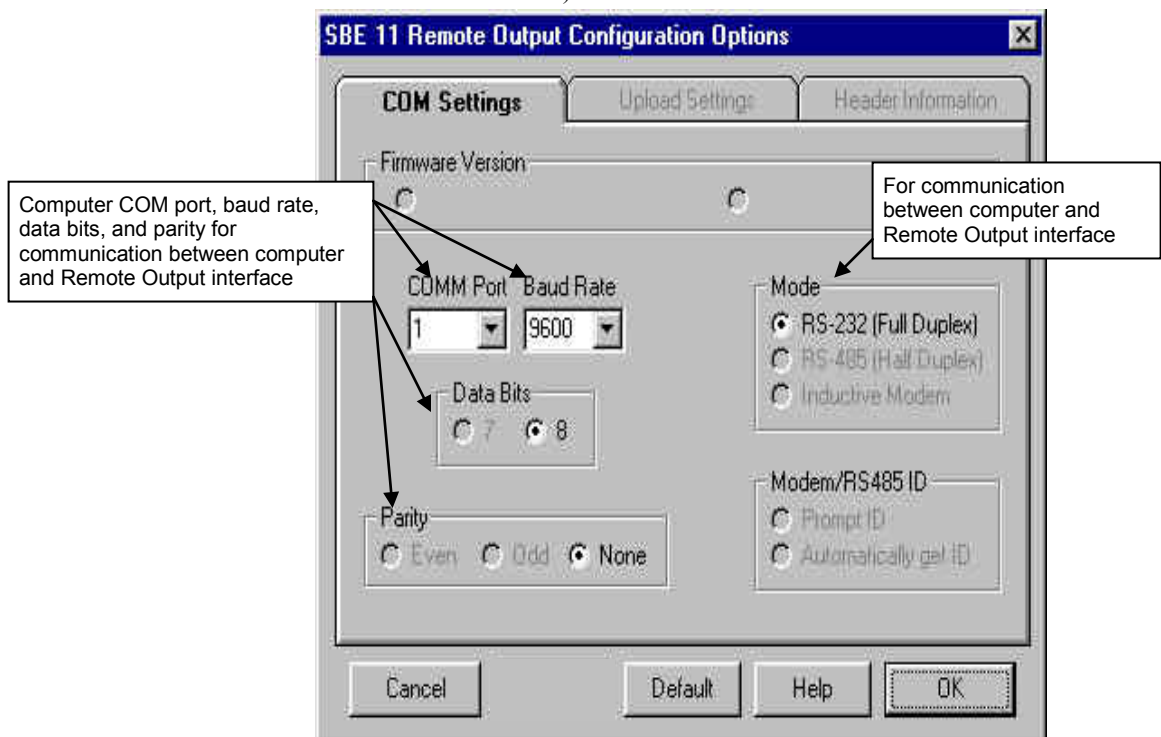 SBE 11 Remote Output Configuration Options
COM Settings
Upload Settings
Header Information
Firmware Version
Computer COM port, baud rate,
data bits, and parity for
communication between computer
and Remote Output interface
For communication
between computer and
Remote Output interface
COMM Port
Baud Rate
1
9600
Mode
RS-232 (Full Duplex)
RS-485 (Half Duplex)
Inductive Modem
Data Bits
7
8
Modem/RS485 ID
Prompt ID
Automatically get ID
Parity
Even
Odd
None
Cancel
Default
Help
OK